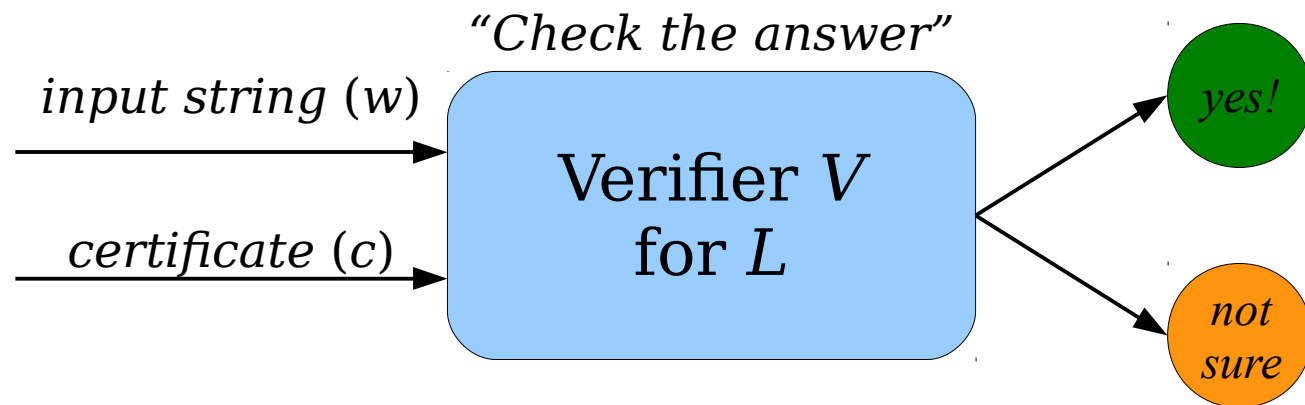 “Check the answer”
input string (w)
certificate (c)
Verifier V
for L
yes!
not
sure